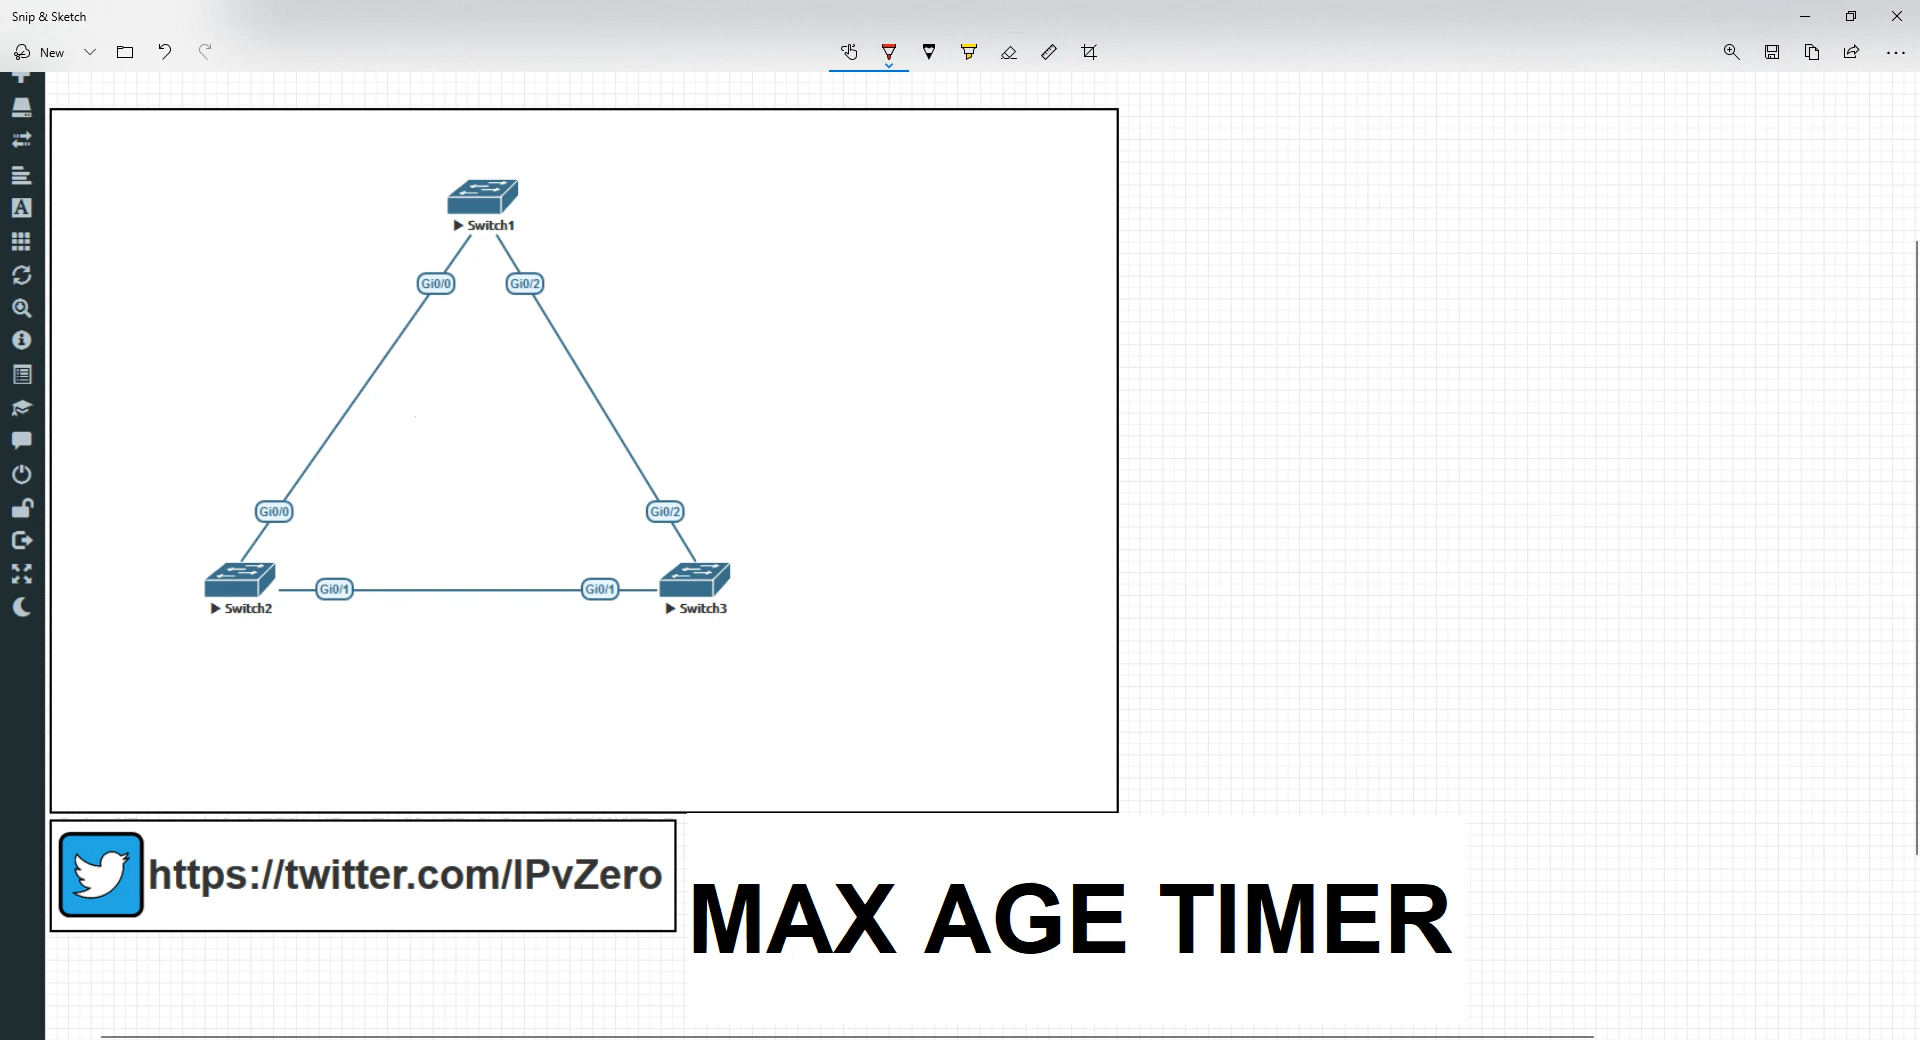 Snip & Sketch
New
Switch1
Gi0/0
Gi0/2
Gi0/0
Gi0/2
Gi0/1
Gi0/1
Switch2
Switch3
https://twitter.com/IPvZero
MAX AGE TIMER